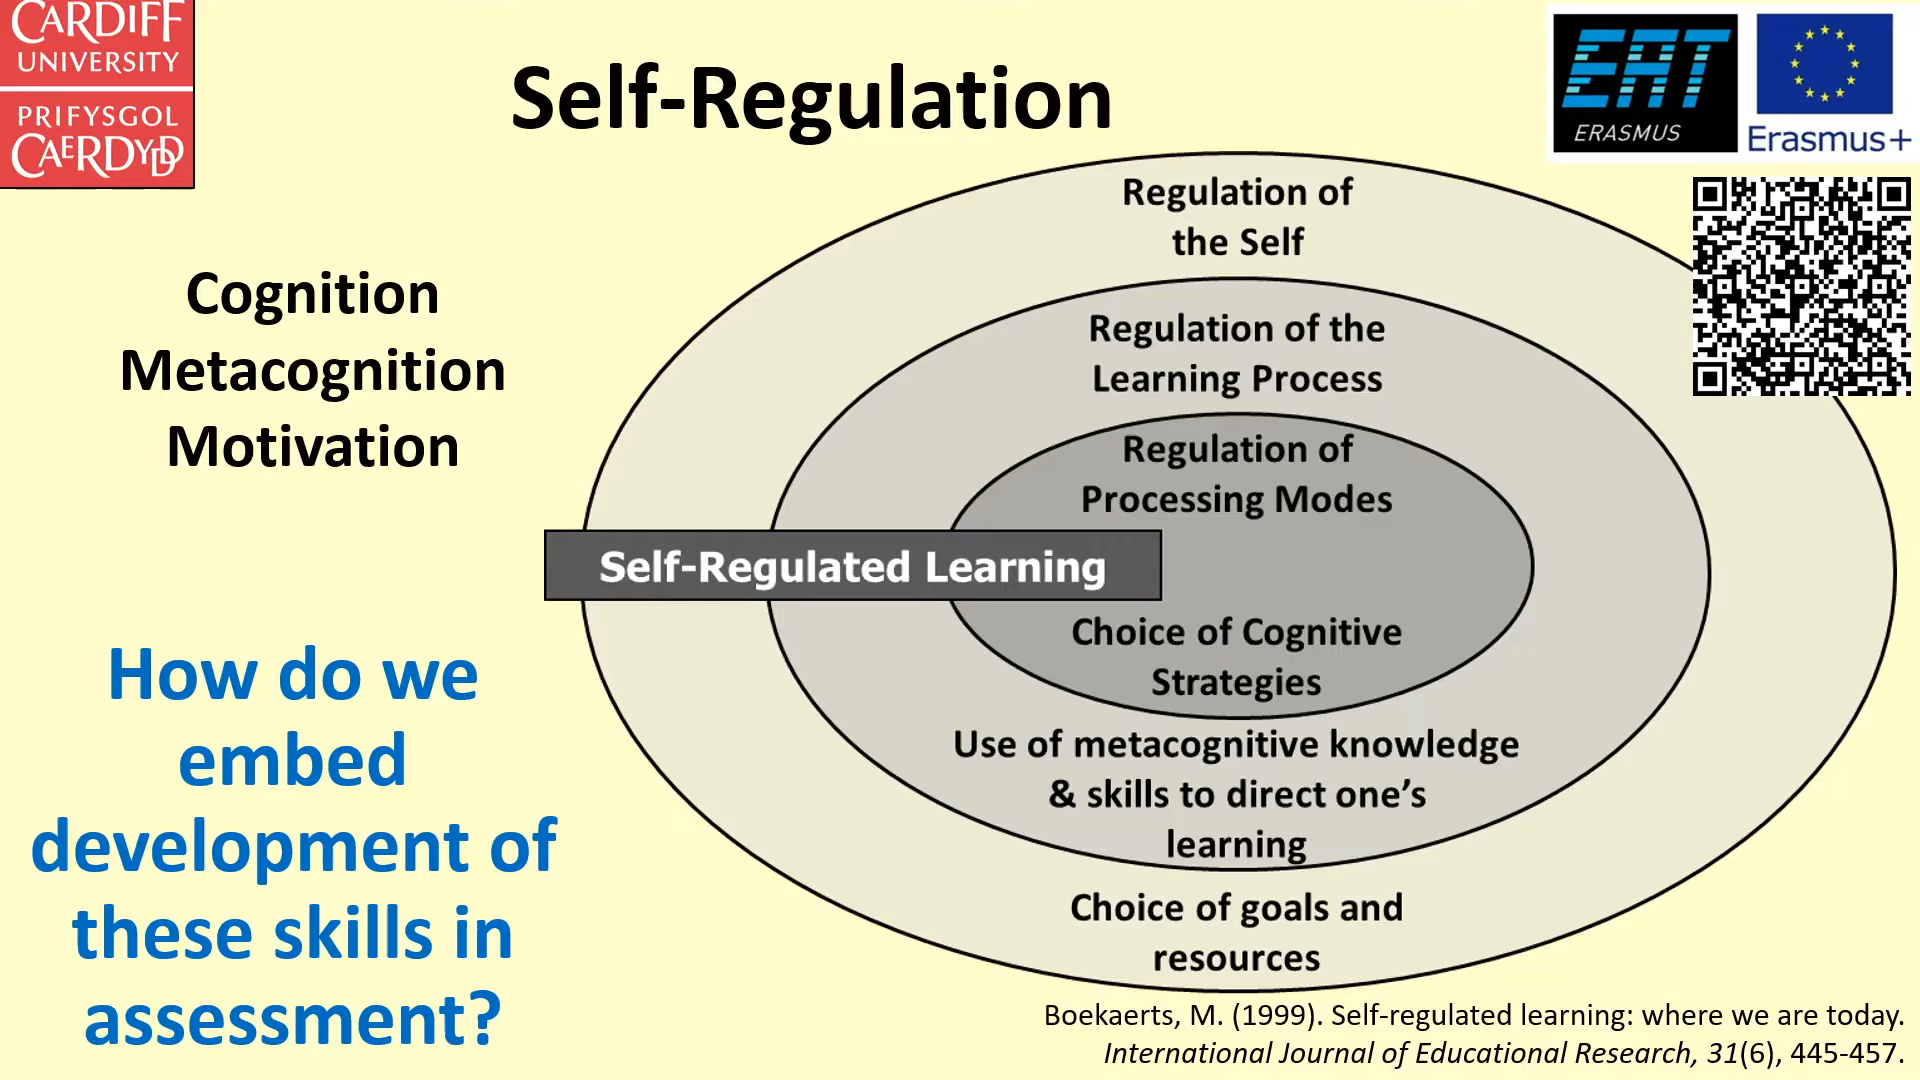 CARDIFF
UNIVERSITY
PRIFYSGOL
CAERDYDD
Self-Regulation
EAT
ERASMUS
Erasmus+
Cognition
Metacognition
Motivation
How do we
embed
development of
these skills in
assessment?
Regulation of
the Self
Regulation of the
Learning Process
Regulation of
Processing Modes
Self-Regulated Learning
Choice of Cognitive
Strategies
Use of metacognitive knowledge
& skills to direct one’s
learning
Choice of goals and
resources
Boekaerts, M. (1999). Self-regulated learning: where we are today.
International Journal of Educational Research, 31(6), 445-457.